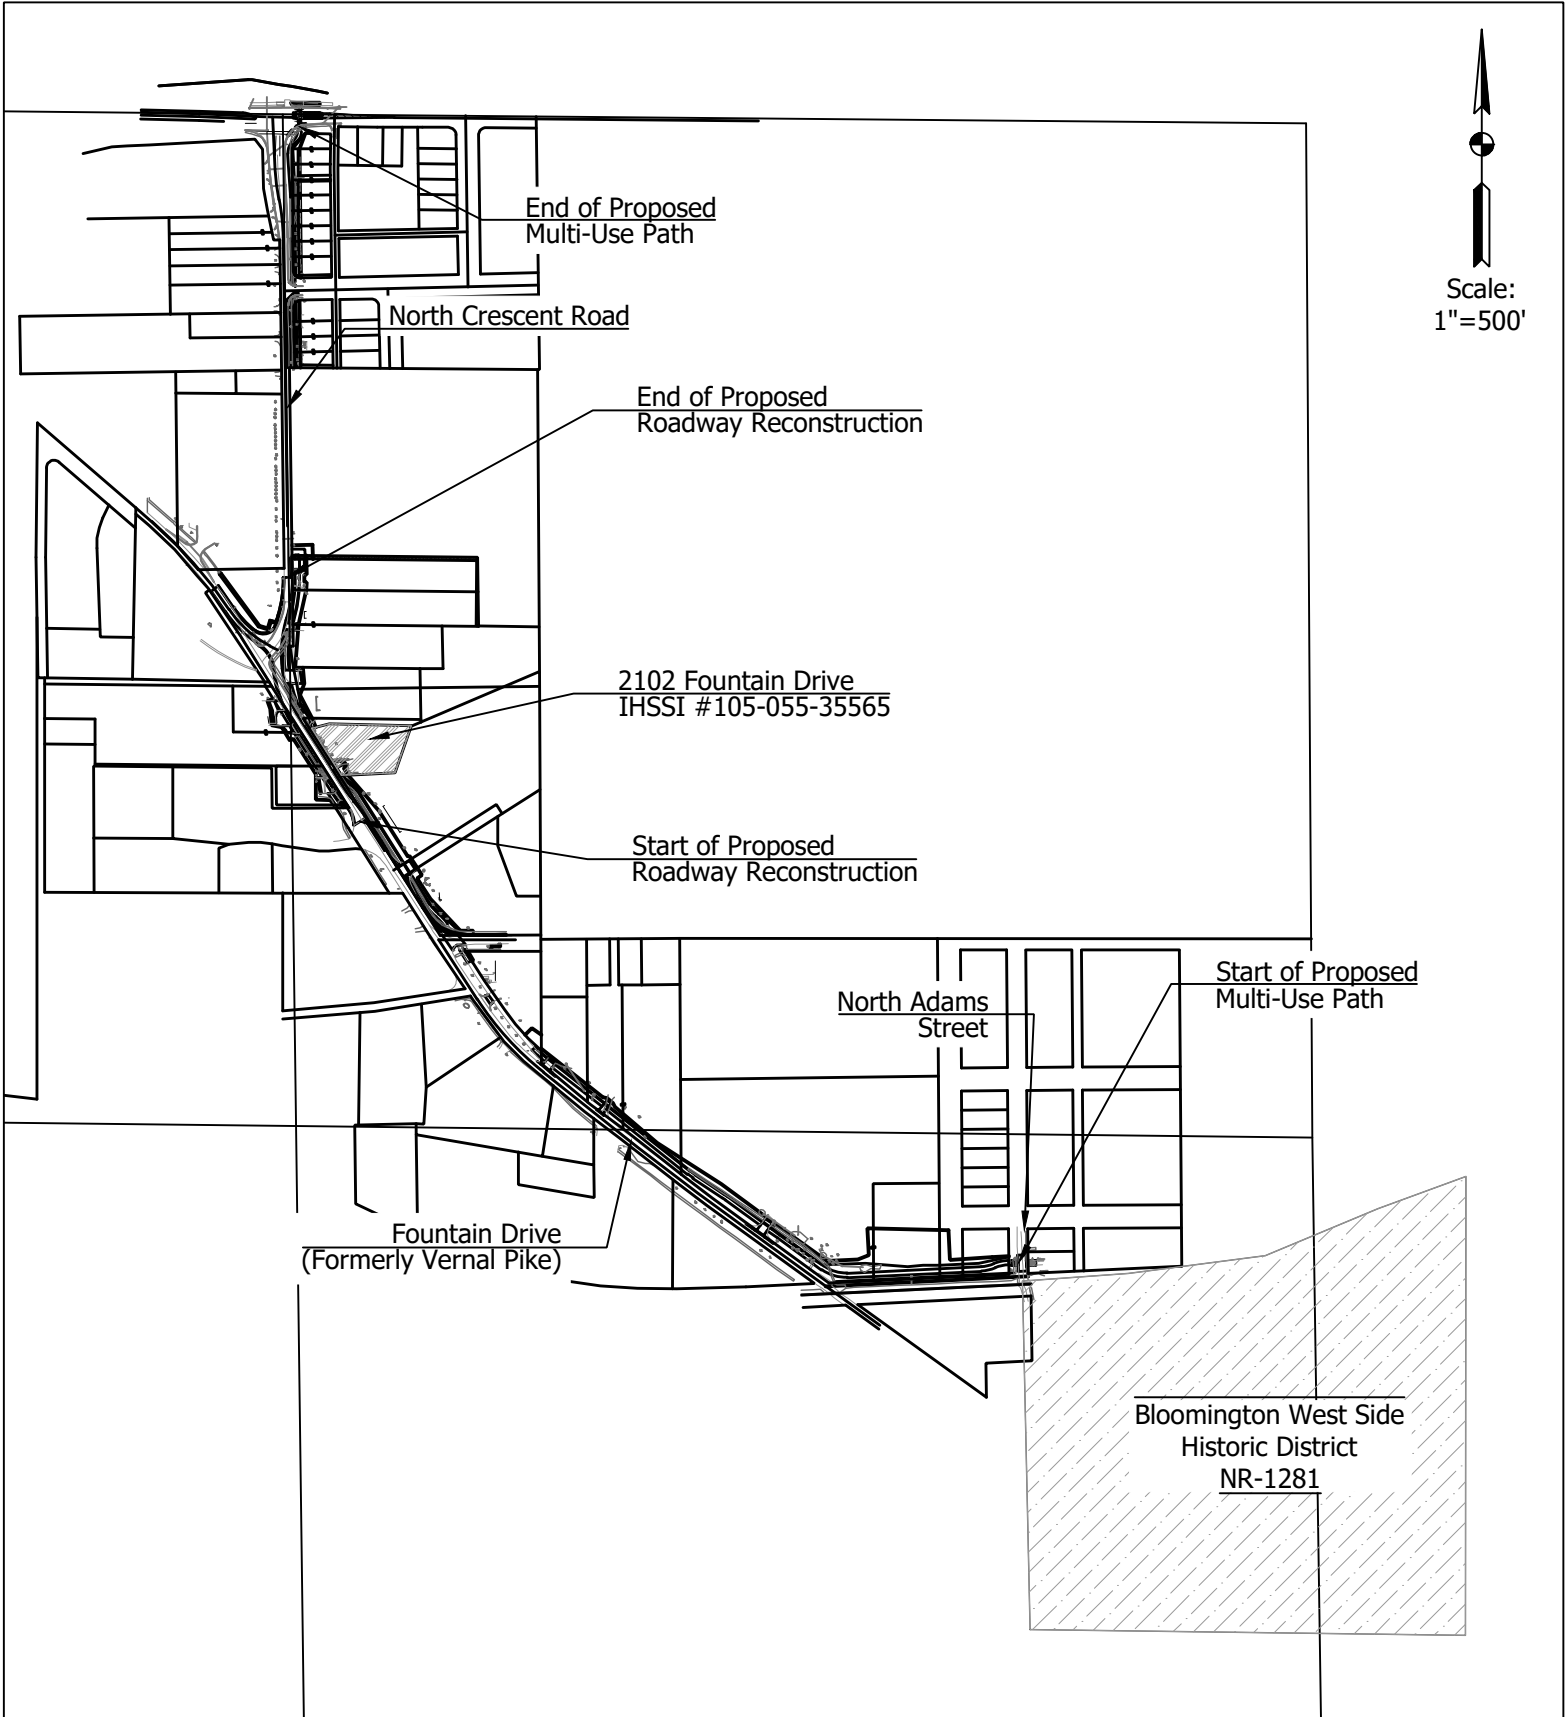 End of Proposed
Multi-Use Path
Scale:
1"=500'
North Crescent Road
End of Proposed
Roadway Reconstruction
2102 Fountain Drive
IHSSI #105-055-35565
Start of Proposed
Roadway Reconstruction
North Adams
Street
Start of Proposed
Multi-Use Path
Fountain Drive
(Formerly Vernal Pike)
Bloomington West Side
Historic District
NR-1281